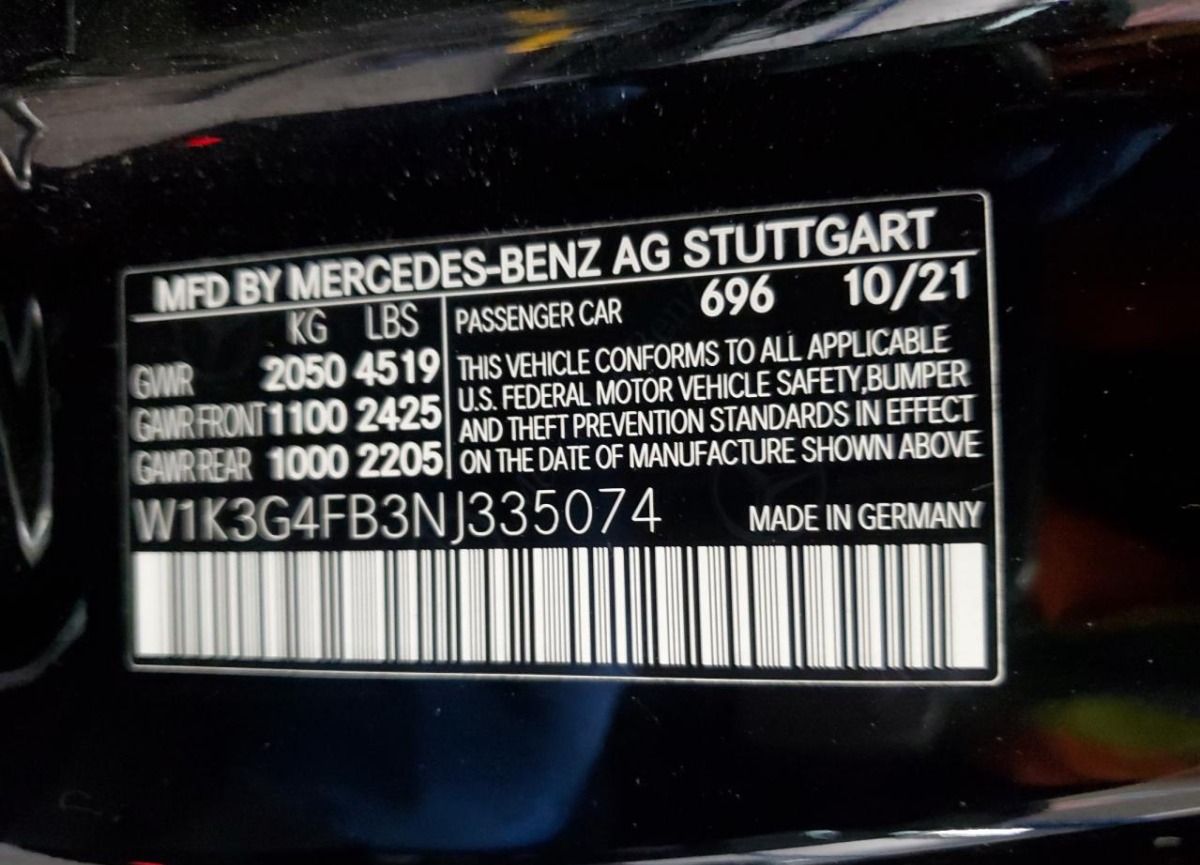 MFD BY MERCEDES-BENZ AG STUTTGART
KG LBS
GVWR 2050 4519
GAWR FRONT 1100 2425
GAWR REAR 1000 2205
PASSENGER CAR 696 10/21
THIS VEHICLE CONFORMS TO ALL APPLICABLE
U.S. FEDERAL MOTOR VEHICLE SAFETY,BUMPER
AND THEFT PREVENTION STANDARDS IN EFFECT
ON THE DATE OF MANUFACTURE SHOWN ABOVE
W1K3G4FB3NJ335074 MADE IN GERMANY